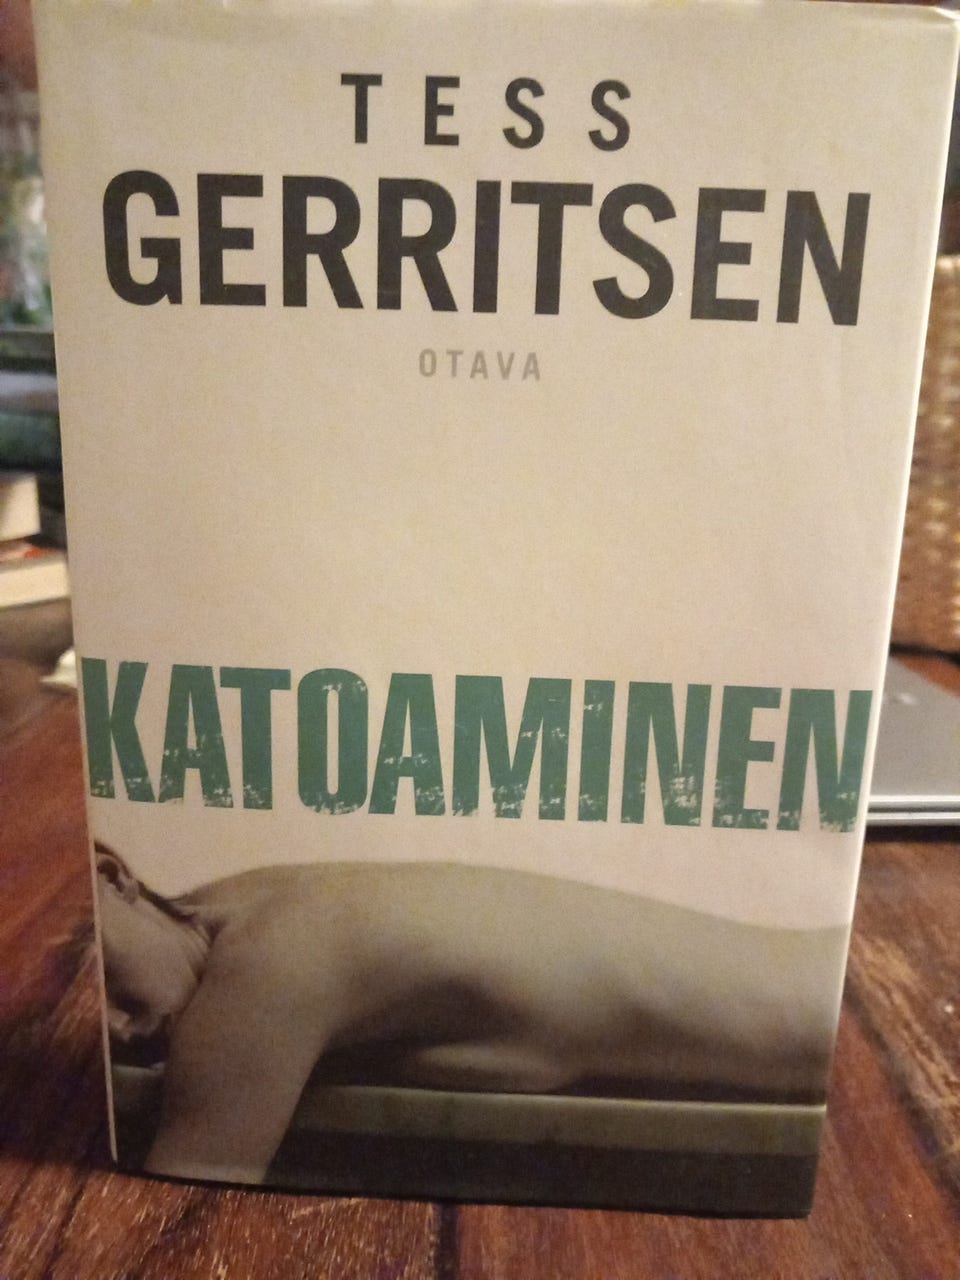 TESS
GERRITSEN
OTAVA
KATOAMINEN